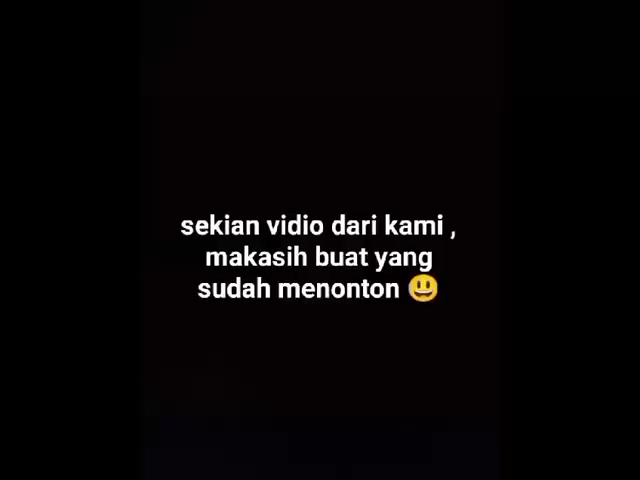 sekian vidio dari kami ,
makasih buat yang
sudah menonton 😃